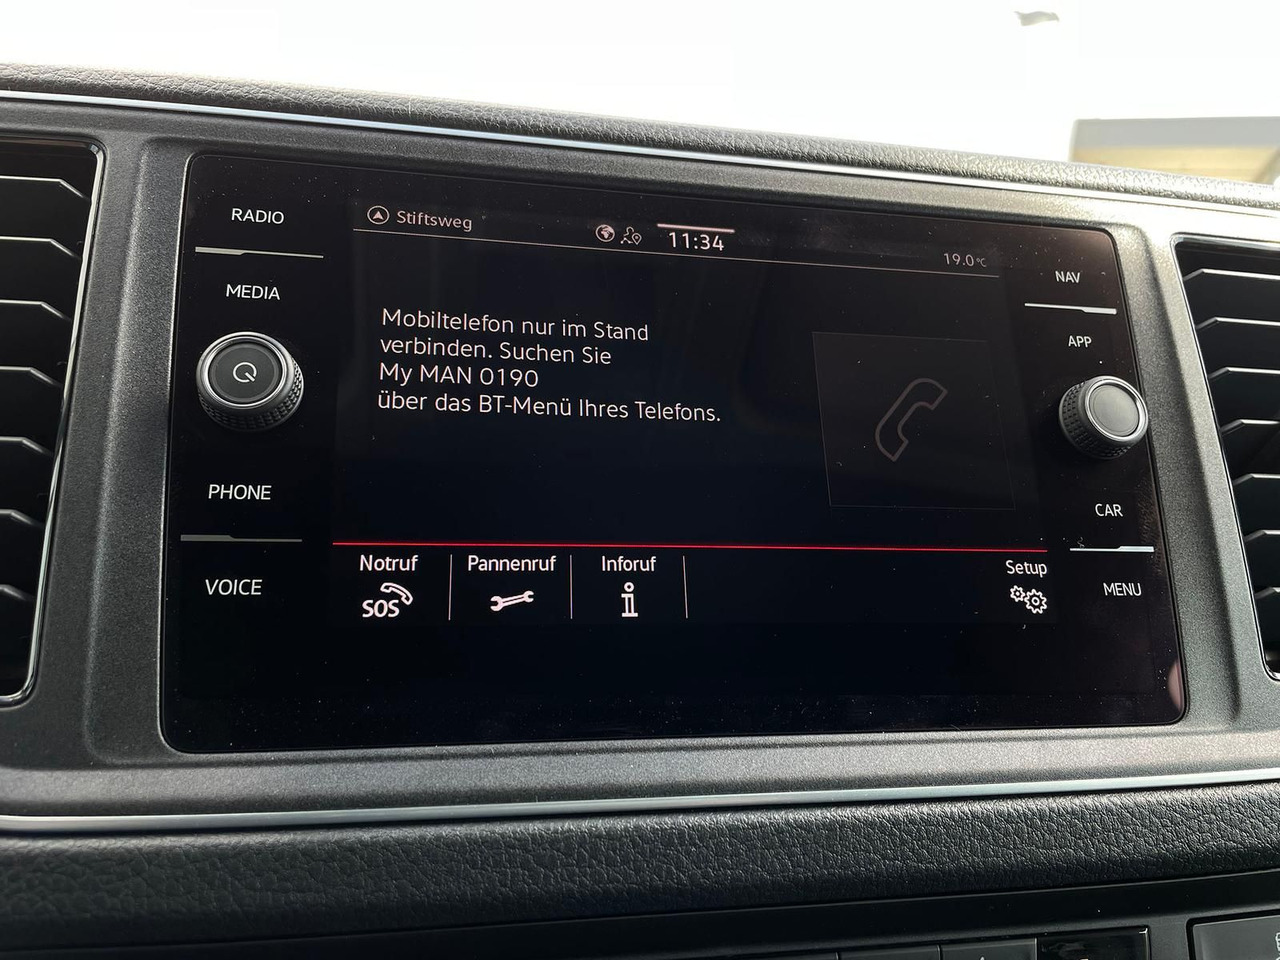 RADIO
MEDIA
PHONE
VOICE
Stiftsweg
11:34
19.0°C
Mobiltelefon nur im Stand
verbinden. Suchen Sie
My MAN 0190
über das BT-Menü Ihres Telefons.
Notruf
SOS
Pannenruf
Inforuf
Setup
NAV
APP
CAR
MENU